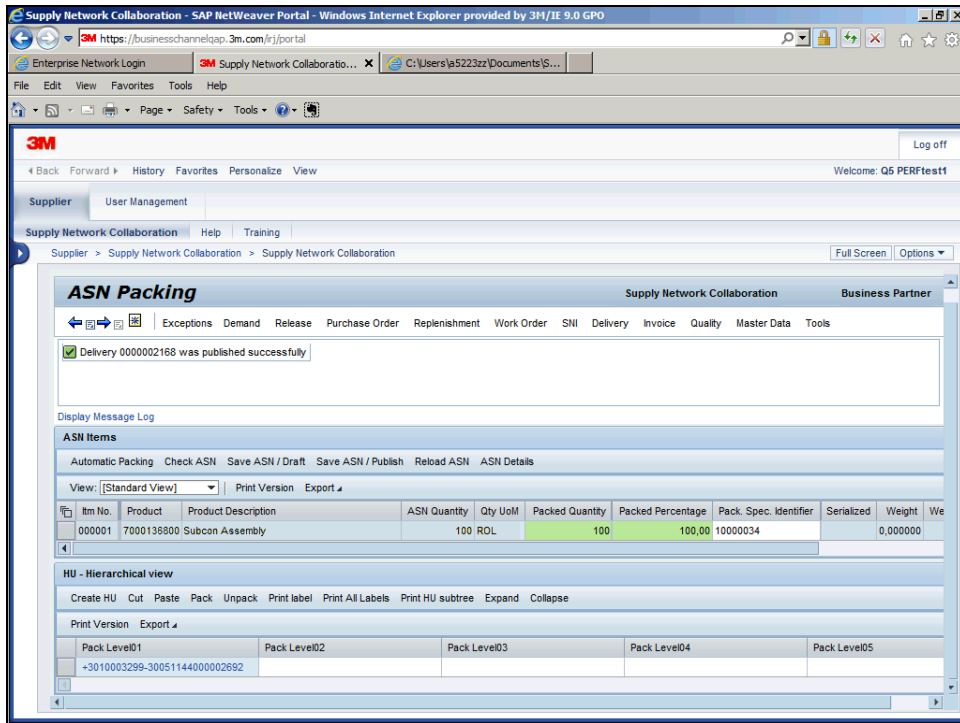 Supply Network Collaboration - SAP NetWeaver Portal - Windows Internet Explorer provided by 3M/IE 9.0 GPO
3M https://businesschannelqap.3m.com/irj/portal
Enterprise Network Login 3M Supply Network Collaboratio... X C:\Users\a5223zz\Documents\S...
File Edit View Favorites Tools Help
Page Safety Tools
3M Log off
Back Forward History Favorites Personalize View Welcome: Q5 PERFtest1
Supplier User Management
Supply Network Collaboration Help Training
Supplier > Supply Network Collaboration > Supply Network Collaboration Full Screen Options
ASN Packing Supply Network Collaboration Business Partner
Exceptions Demand Release Purchase Order Replenishment Work Order SNI Delivery Invoice Quality Master Data Tools
Delivery 0000002168 was published successfully
Display Message Log
ASN Items
Automatic Packing Check ASN Save ASN / Draft Save ASN / Publish Reload ASN ASN Details
View: [Standard View] Print Version Export
Itm No. Product Product Description ASN Quantity Qty UoM Packed Quantity Packed Percentage Pack. Spec. Identifier Serialized Weight We
000001 7000136800 Subcon Assembly 100 ROL 100 100,00 10000034 0,000000
HU - Hierarchical view
Create HU Cut Paste Pack Unpack Print label Print All Labels Print HU subtree Expand Collapse
Print Version Export
Pack Level01 Pack Level02 Pack Level03 Pack Level04 Pack Level05
+3010003299-30051144000002692